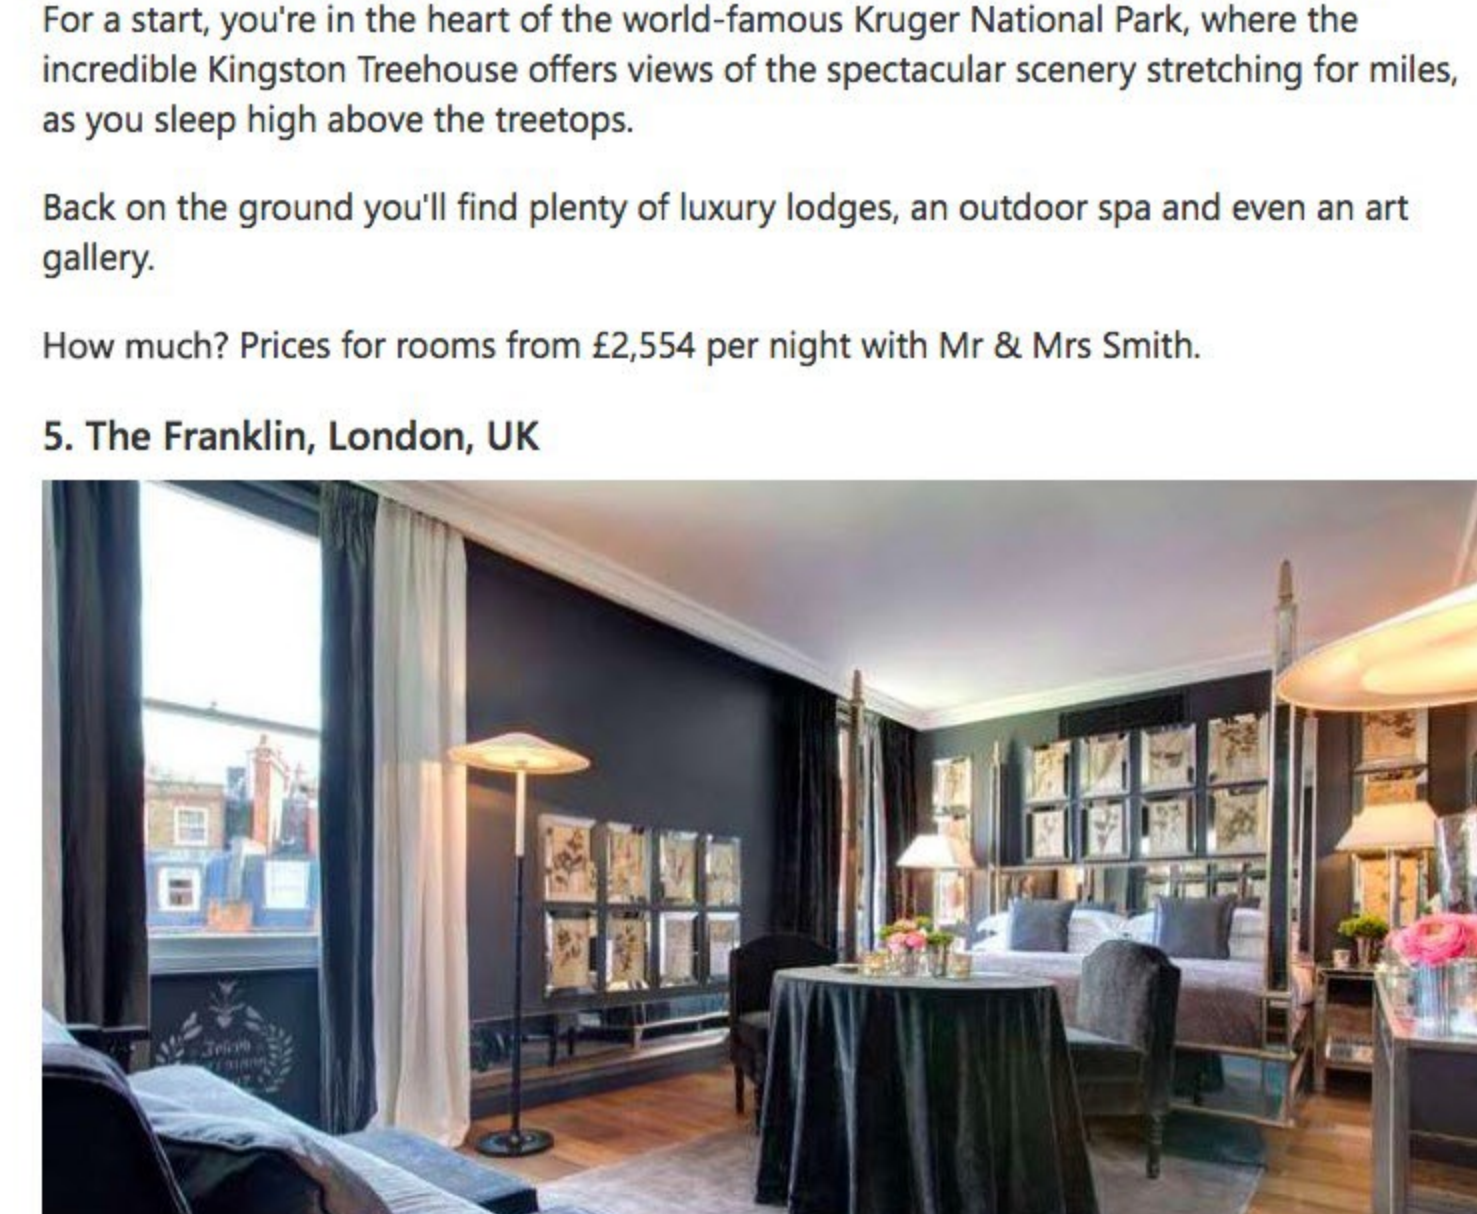 For a start, you're in the heart of the world-famous Kruger National Park, where the
incredible Kingston Treehouse offers views of the spectacular scenery stretching for miles,
as you sleep high above the treetops.
Back on the ground you'll find plenty of luxury lodges, an outdoor spa and even an art
gallery.
How much? Prices for rooms from £2,554 per night with Mr & Mrs Smith.
5. The Franklin, London, UK